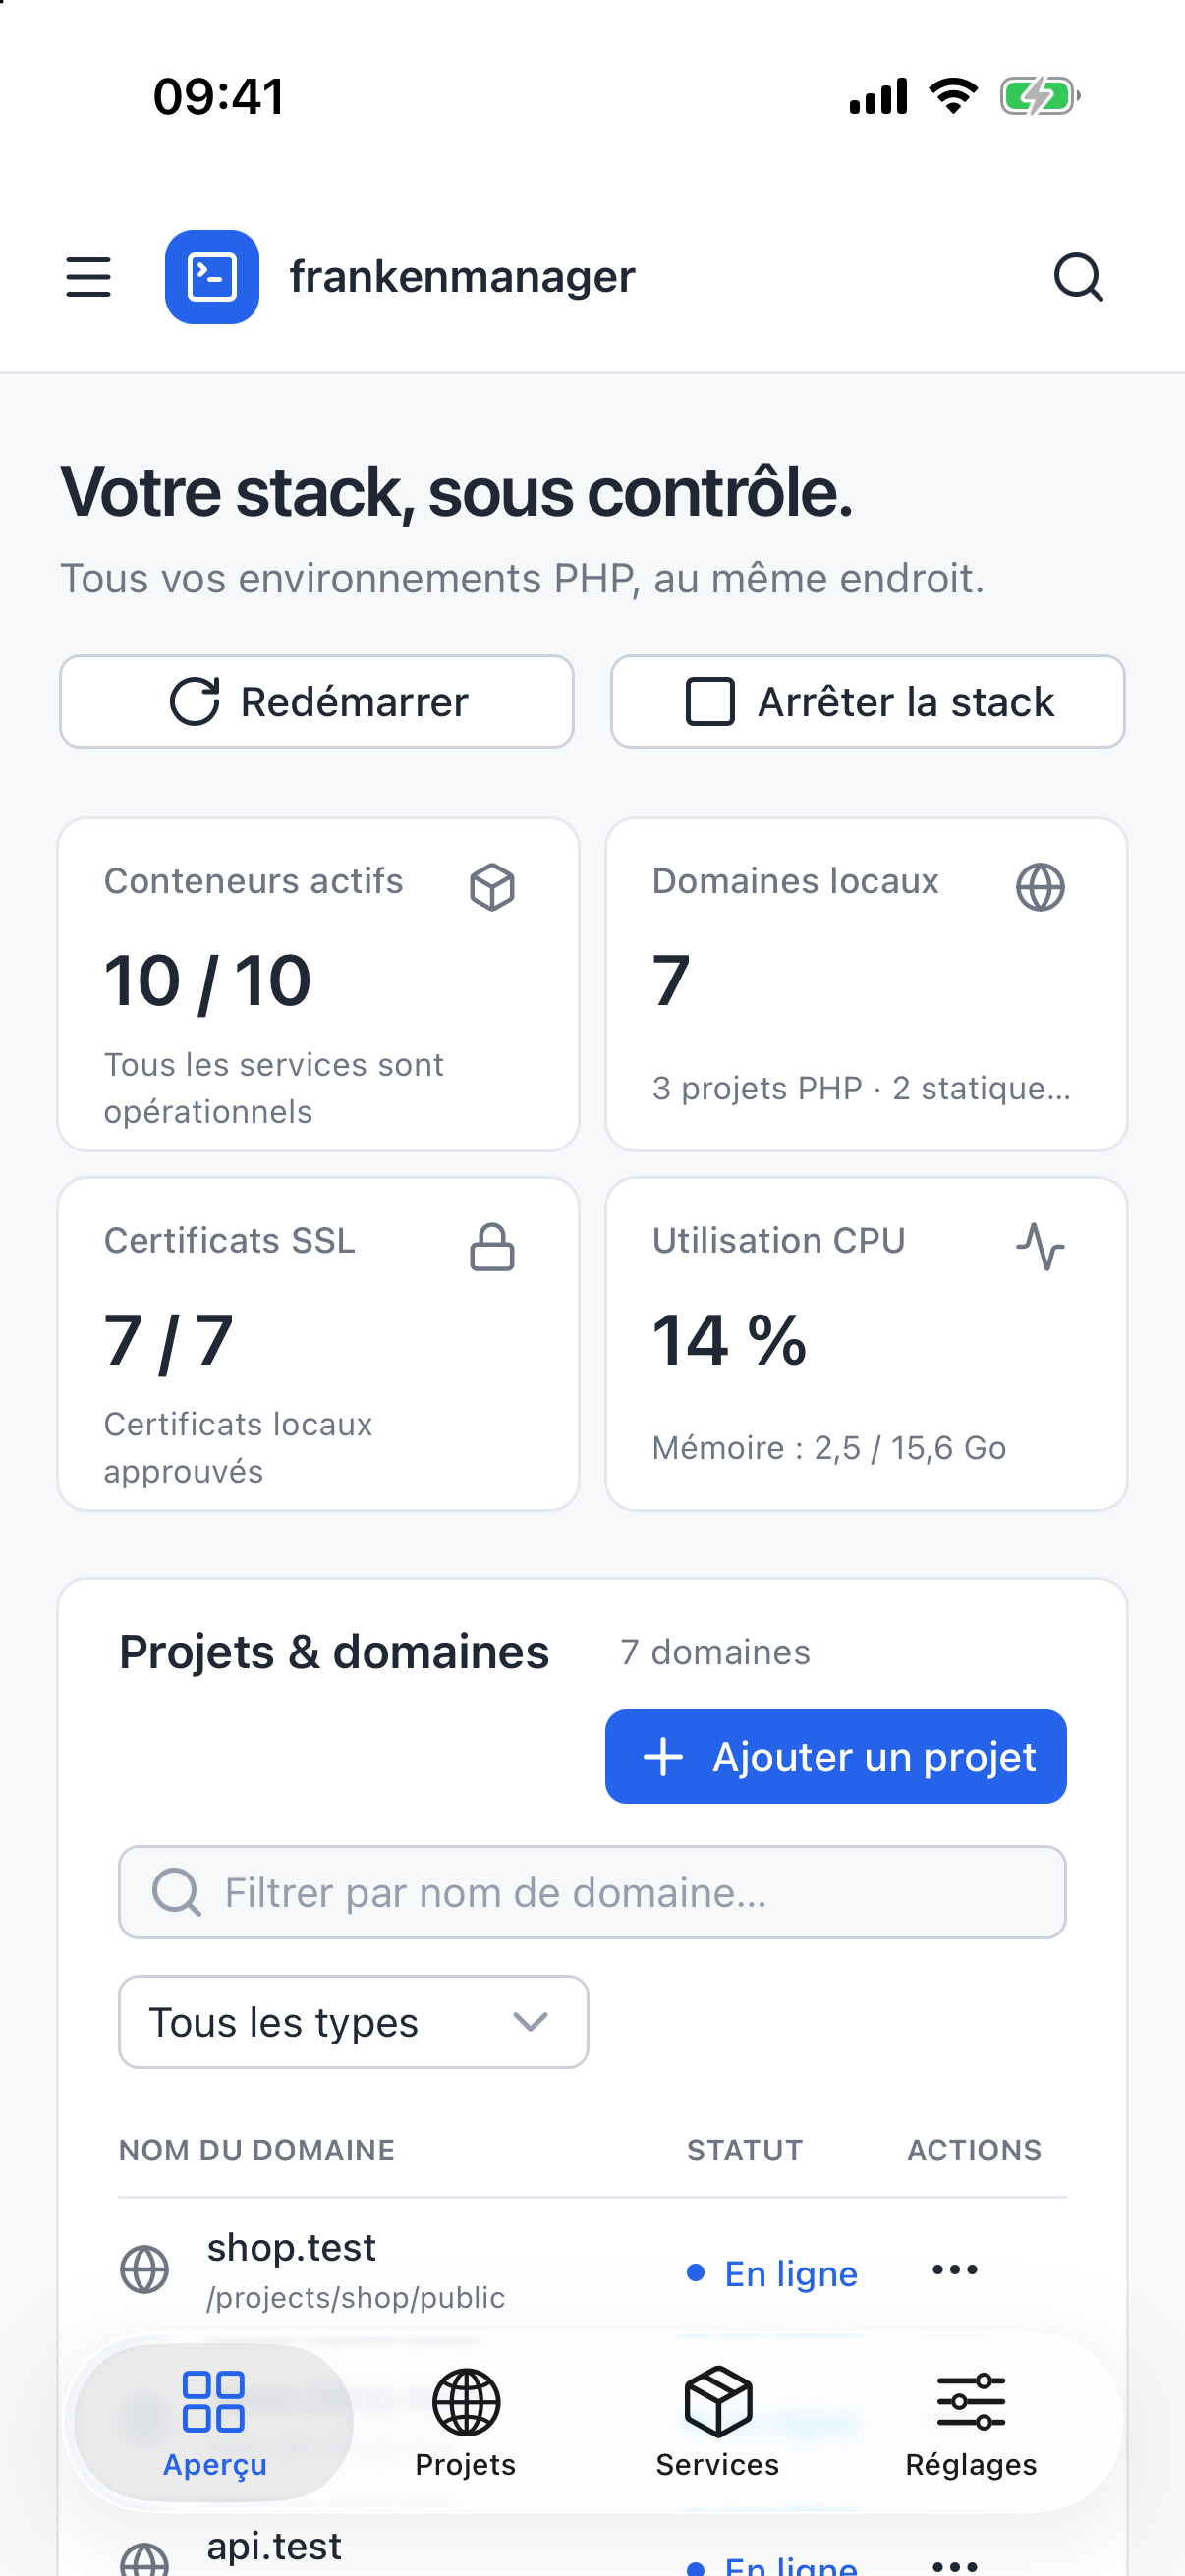 09:41
frankenmanager
Votre stack, sous contrôle.
Tous vos environnements PHP, au même endroit.
Redémarrer
Arrêter la stack
Conteneurs actifs
10 / 10
Tous les services sont
opérationnels
Domaines locaux
7
3 projets PHP · 2 statique...
Certificats SSL
7 / 7
Certificats locaux
approuvés
Utilisation CPU
14 %
Mémoire : 2,5 / 15,6 Go
Projets & domaines
7 domaines
Ajouter un projet
Filtrer par nom de domaine...
Tous les types
NOM DU DOMAINE
STATUT
ACTIONS
shop.test
/projects/shop/public
En ligne
Aperçu
Projets
Services
Réglages
api.test
En ligne